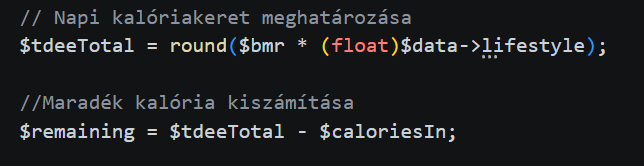 // Napi kalóriakeret meghatározása
$tdeeTotal = round($bmr * (float)$data->lifestyle);
//Maradék kalória kiszámítása
$remaining = $tdeeTotal - $caloriesIn;